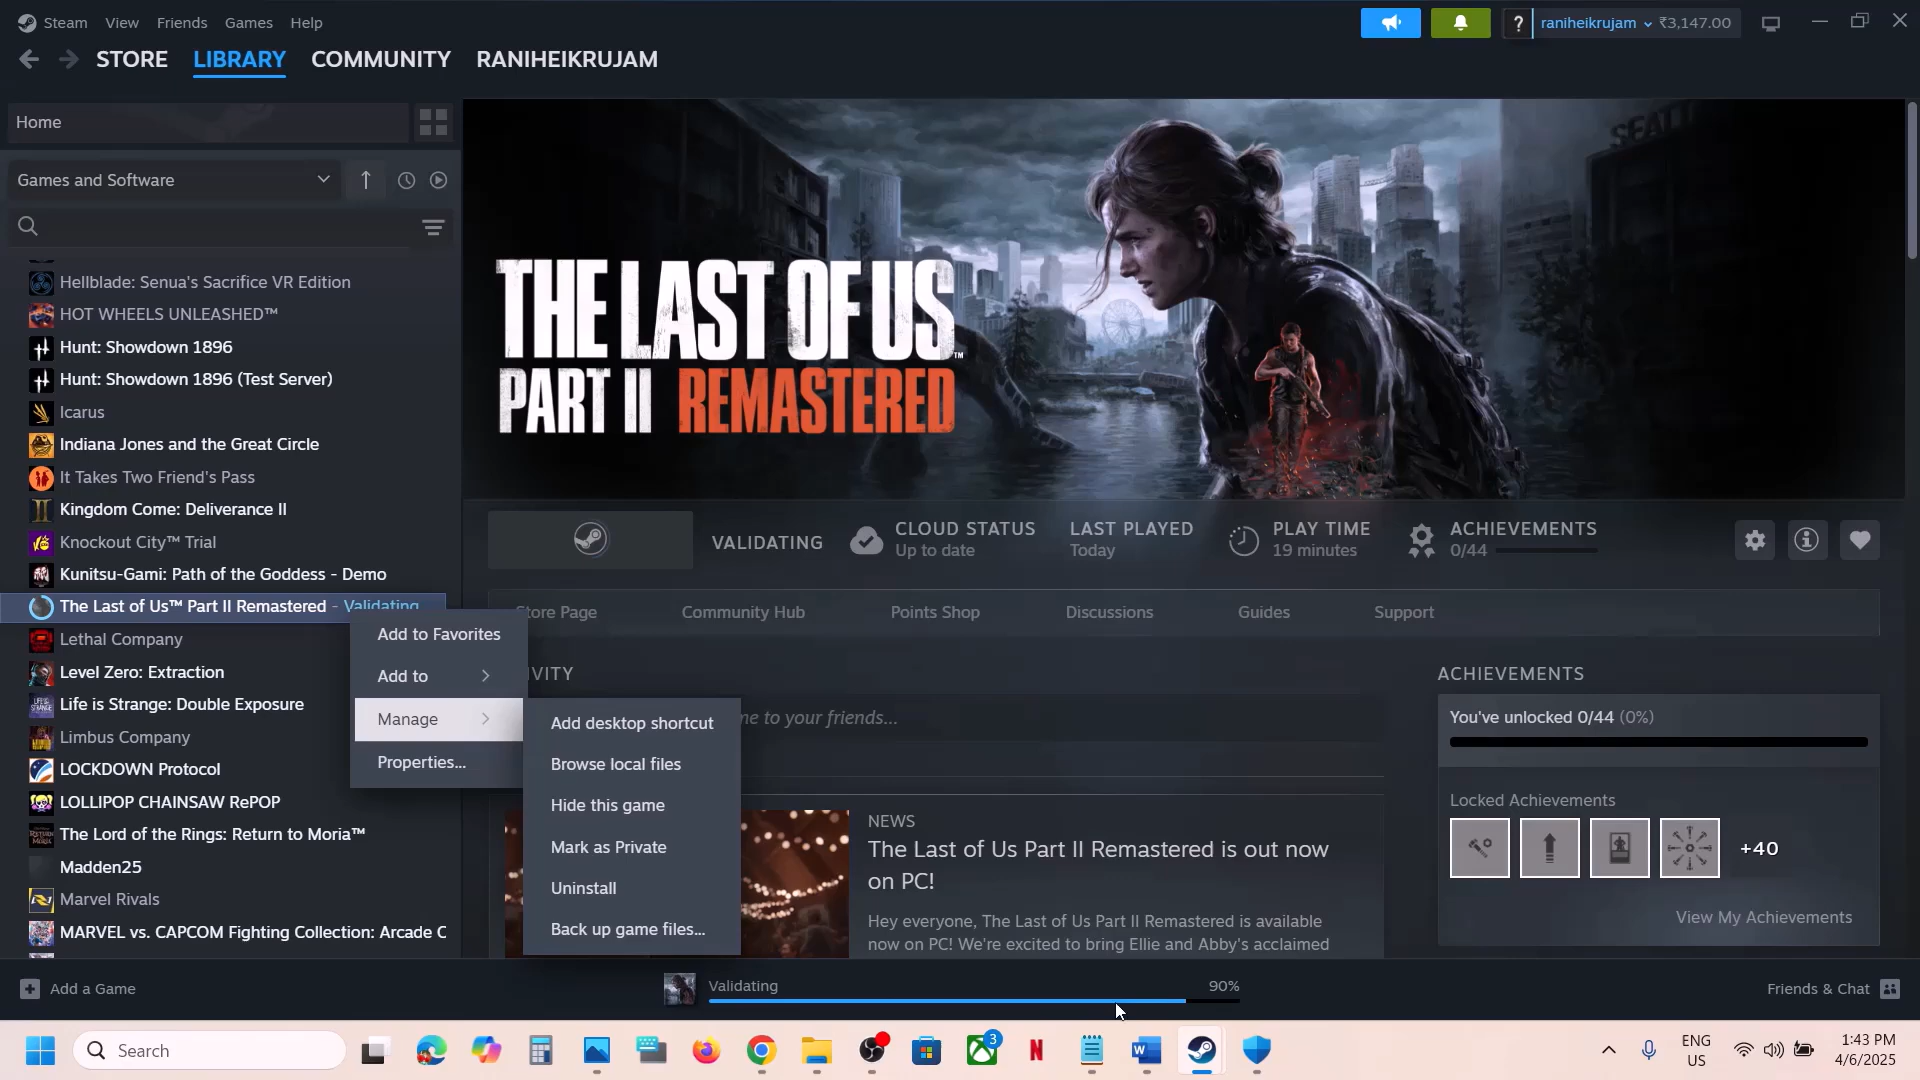 Steam View Friends Games Help
? raniheikrujam ₹3,147.00
STORE LIBRARY COMMUNITY RANIHEIKRUJAM
Home
Games and Software
Hellblade: Senua's Sacrifice VR Edition
HOT WHEELS UNLEASHED™
Hunt: Showdown 1896
Hunt: Showdown 1896 (Test Server)
Icarus
Indiana Jones and the Great Circle
It Takes Two Friend's Pass
Kingdom Come: Deliverance II
Knockout City™ Trial
Kunitsu-Gami: Path of the Goddess - Demo
The Last of Us™ Part II Remastered - Validating
Lethal Company
Level Zero: Extraction
Life is Strange: Double Exposure
Limbus Company
LOCKDOWN Protocol
LOLLIPOP CHAINSAW RePOP
The Lord of the Rings: Return to Moria™
Madden25
Marvel Rivals
MARVEL vs. CAPCOM Fighting Collection: Arcade C
Add to Favorites
Add to
Manage
Properties...
Add desktop shortcut
Browse local files
Hide this game
Mark as Private
Uninstall
Back up game files...
SEATTL
THE LAST OF US™
PART II REMASTERED
VALIDATING
CLOUD STATUS
Up to date
LAST PLAYED
Today
PLAY TIME
19 minutes
ACHIEVEMENTS
0/44
Store Page Community Hub Points Shop Discussions Guides Support
IVITY
me to your friends...
NEWS
The Last of Us Part II Remastered is out now
on PC!
Hey everyone, The Last of Us Part II Remastered is available
now on PC! We're excited to bring Ellie and Abby's acclaimed
ACHIEVEMENTS
You've unlocked 0/44 (0%)
Locked Achievements
+40
View My Achievements
Add a Game
Validating 90%
Friends & Chat
Search
3
ENG
US
1:43 PM
4/6/2025